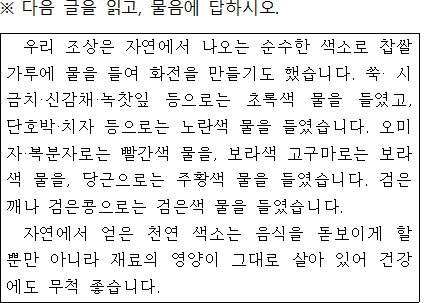 ※ 다음 글을 읽고, 물음에 답하시오.
우리 조상은 자연에서 나오는 순수한 색소로 찹쌀
가루에 물을 들여 화전을 만들기도 했습니다. 쑥· 시
금치·신감채·녹찻잎 등으로는 초록색 물을 들였고,
단호박·치자 등으로는 노란색 물을 들였습니다. 오미
자·복분자로는 빨간색 물을, 보라색 고구마로는 보라
색 물을, 당근으로는 주황색 물을 들였습니다. 검은
깨나 검은콩으로는 검은색 물을 들였습니다.
자연에서 얻은 천연 색소는 음식을 돋보이게 할
뿐만 아니라 재료의 영양이 그대로 살아 있어 건강
에도 무척 좋습니다.